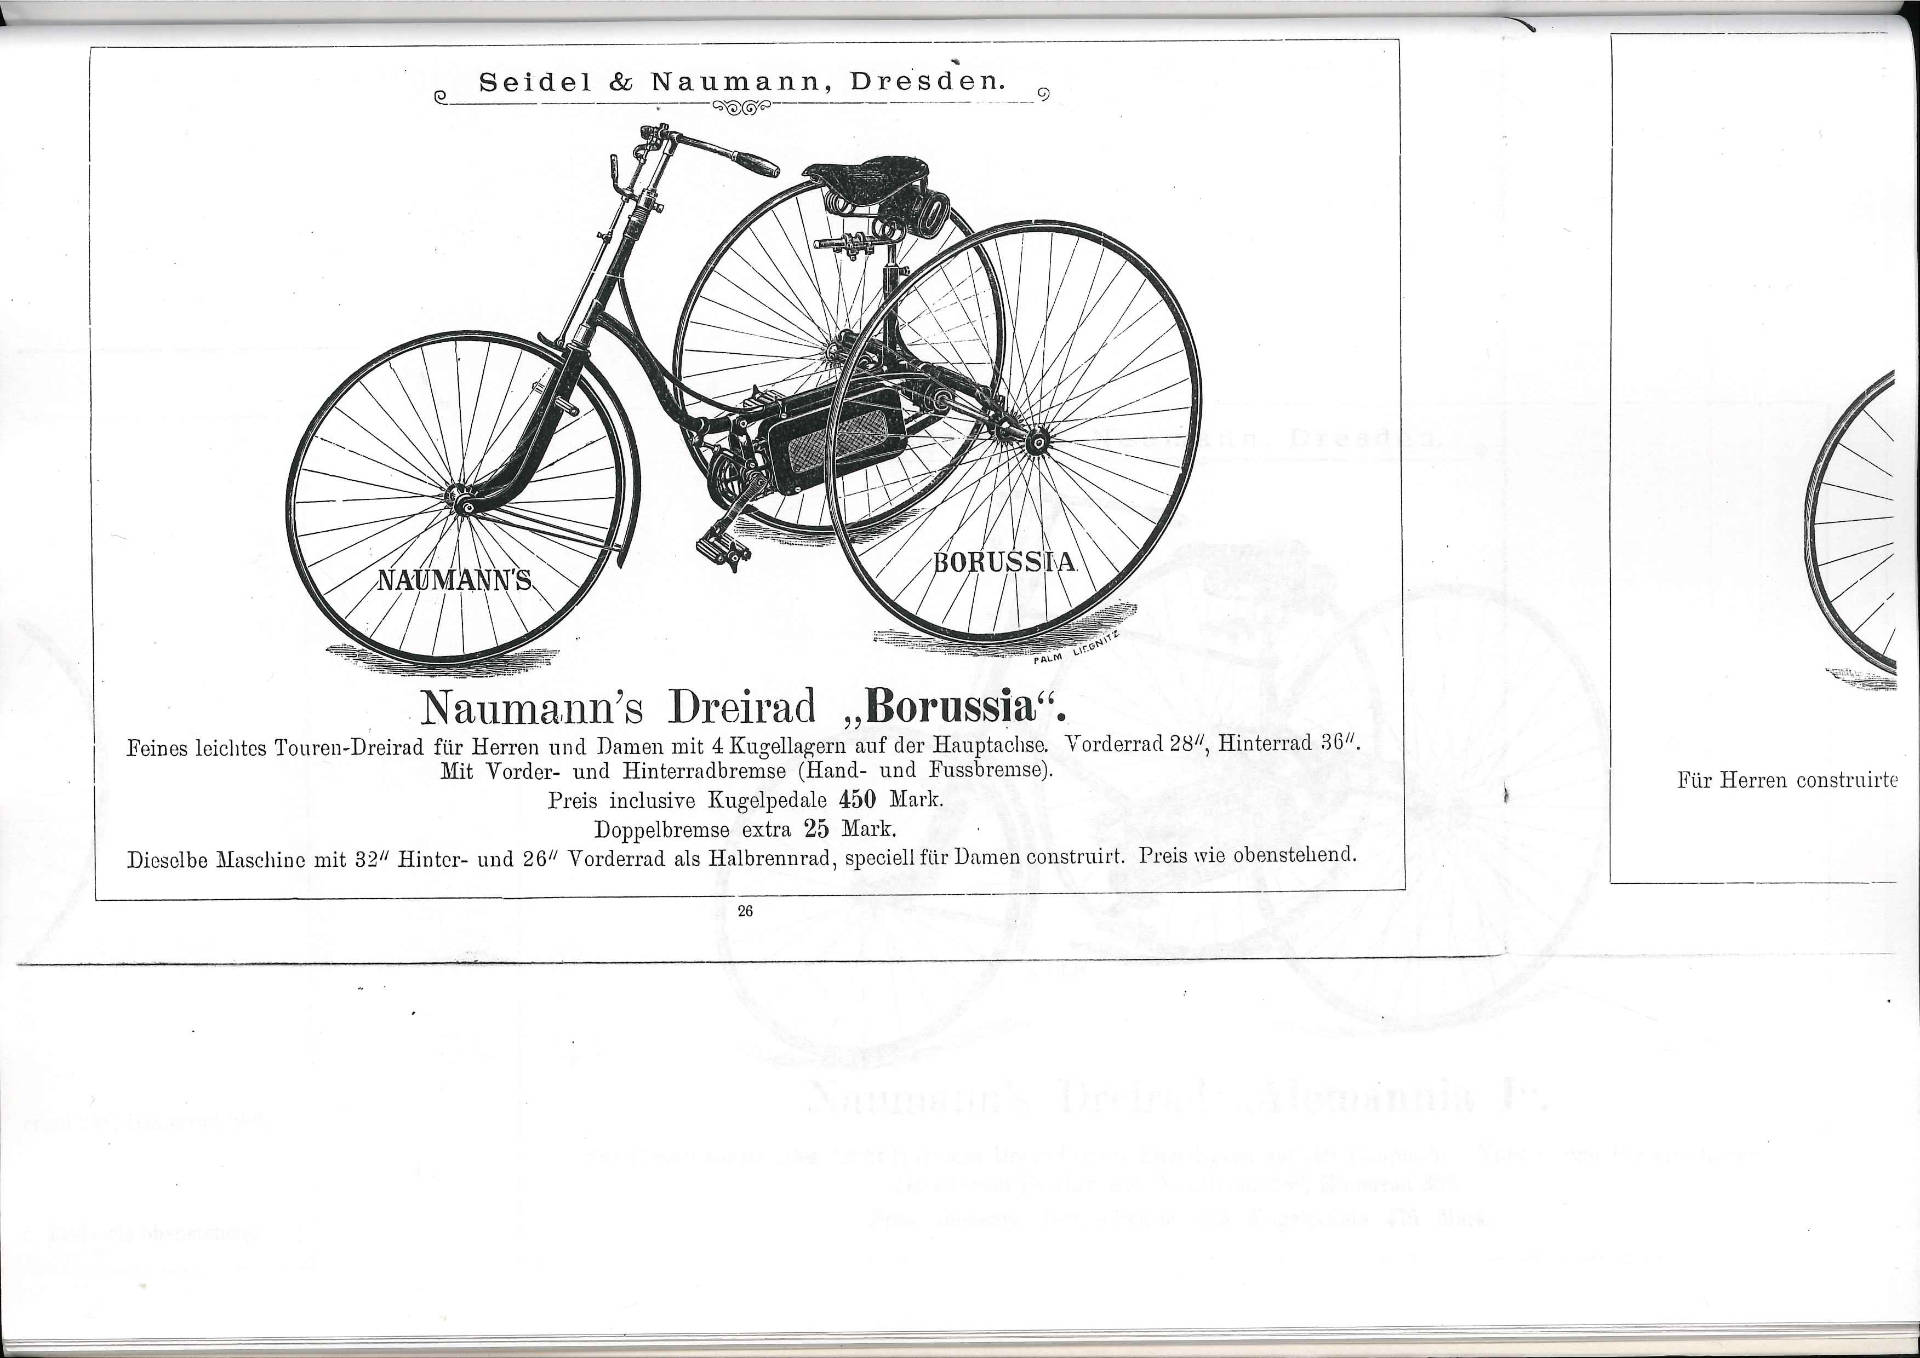 Seidel & Naumann, Dresden.
NAUMANN'S
BORUSSIA
PALM LIEGNITZ
Naumann's Dreirad „Borussia“.
Feines leichtes Touren-Dreirad für Herren und Damen mit 4 Kugellagern auf der Hauptachse. Vorderrad 28", Hinterrad 36".
Mit Vorder- und Hinterradbremse (Hand- und Fussbremse).
Preis inclusive Kugelpedale 450 Mark.
Doppelbremse extra 25 Mark.
Dieselbe Maschine mit 32" Hinter- und 26" Vorderrad als Halbrennrad, speciell für Damen construirt. Preis wie obenstehend.
26
Für Herren construirte
Naumann's Dreirad „Alemannia I“.